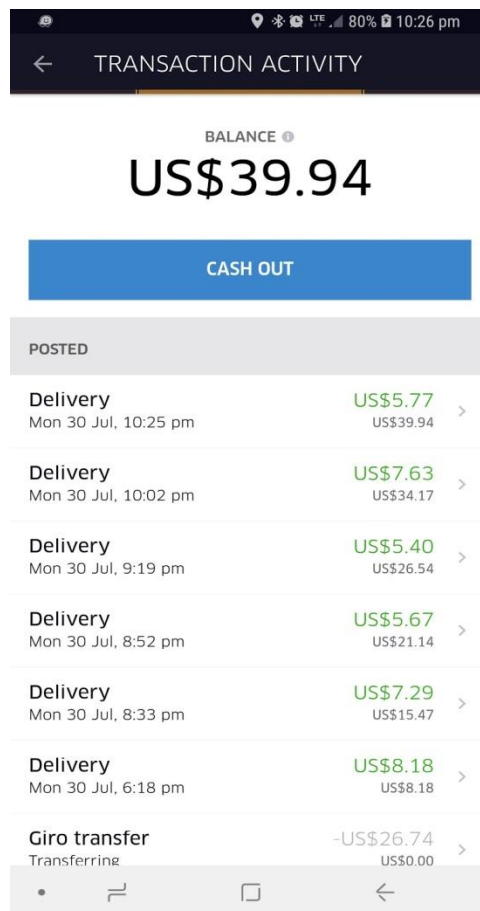 LTE 80% 10:26 pm
TRANSACTION ACTIVITY
BALANCE
US$39.94
CASH OUT
POSTED
Delivery US$5.77
Mon 30 Jul, 10:25 pm US$39.94
Delivery US$7.63
Mon 30 Jul, 10:02 pm US$34.17
Delivery US$5.40
Mon 30 Jul, 9:19 pm US$26.54
Delivery US$5.67
Mon 30 Jul, 8:52 pm US$21.14
Delivery US$7.29
Mon 30 Jul, 8:33 pm US$15.47
Delivery US$8.18
Mon 30 Jul, 6:18 pm US$8.18
Giro transfer -US$26.74
Transferring US$0.00